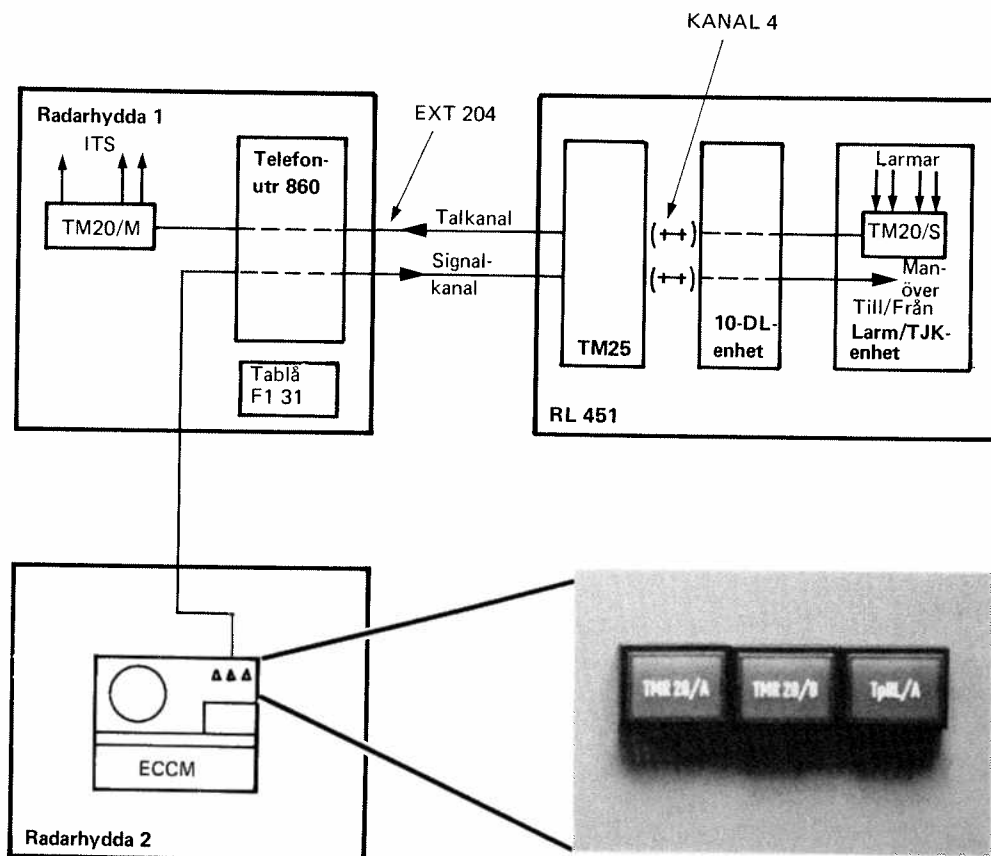 KANAL 4
Radarhydda 1
ITS
TM20/M
Telefon-
utr 860
EXT 204
Talkanal
Signal-
kanal
Tablå
F1 31
TM25
10-DL-
enhet
Larmar
TM20/S
Man-
över
Till/Från
Larm/TJK-
enhet
RL 451
ECCM
Radarhydda 2
TMR 20/A
TMR 20/B
TpRL/A